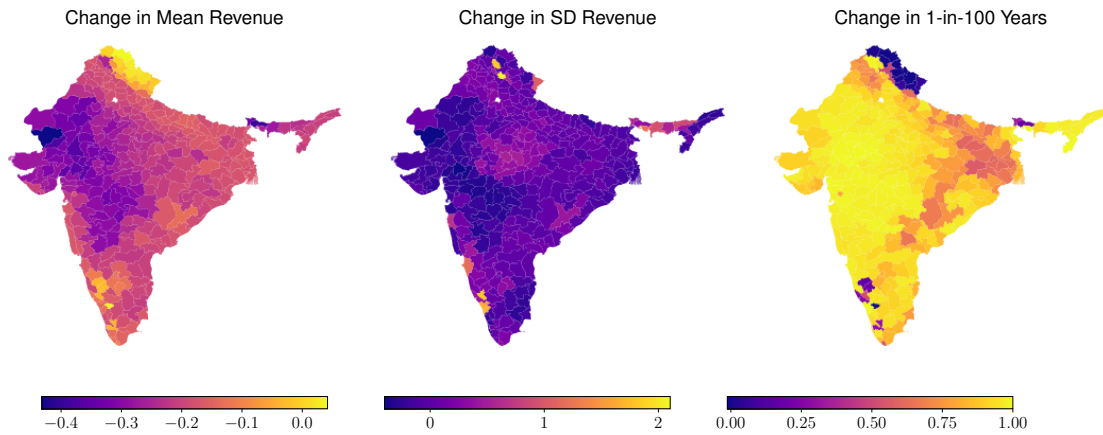 Change in Mean Revenue
Change in SD Revenue
Change in 1-in-100 Years
−0.4 −0.3 −0.2 −0.1 0.0
0 1 2
0.00 0.25 0.50 0.75 1.00